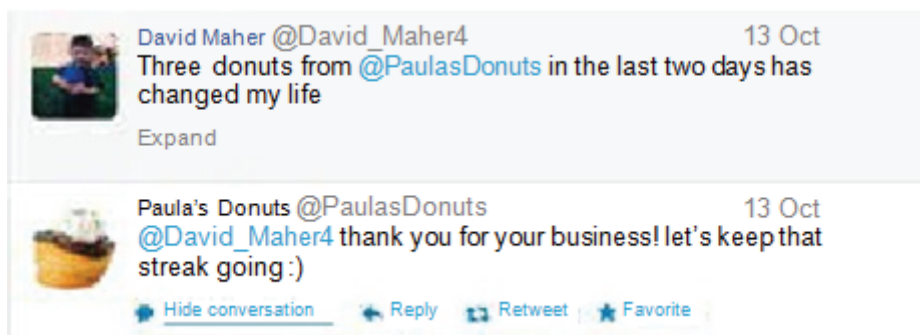 David Maher @David_Maher4 13 Oct
Three donuts from @PaulasDonuts in the last two days has
changed my life
Expand
Paula's Donuts @PaulasDonuts 13 Oct
@David_Maher4 thank you for your business! let's keep that
streak going :)
Hide conversation Reply Retweet Favorite